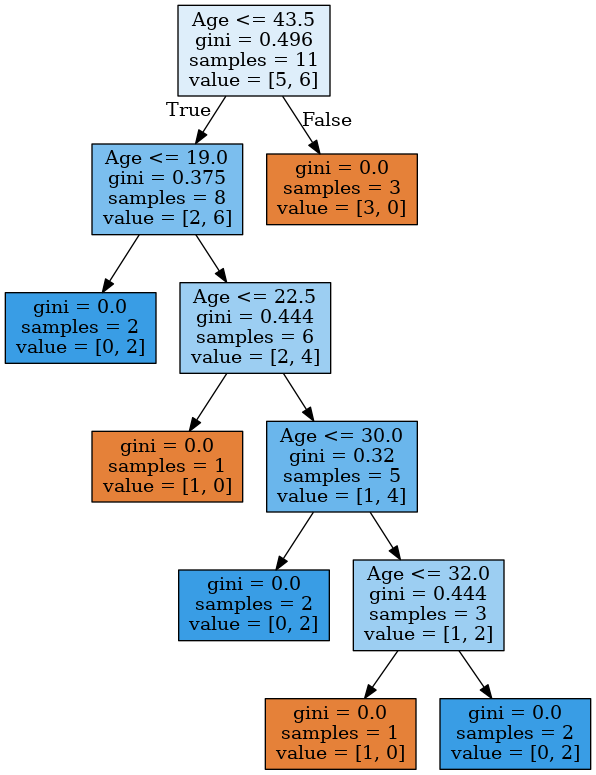 Age <= 43.5
gini = 0.496
samples = 11
value = [5, 6]
True
False
Age <= 19.0
gini = 0.375
samples = 8
value = [2, 6]
gini = 0.0
samples = 3
value = [3, 0]
gini = 0.0
samples = 2
value = [0, 2]
Age <= 22.5
gini = 0.444
samples = 6
value = [2, 4]
gini = 0.0
samples = 1
value = [1, 0]
Age <= 30.0
gini = 0.32
samples = 5
value = [1, 4]
gini = 0.0
samples = 2
value = [0, 2]
Age <= 32.0
gini = 0.444
samples = 3
value = [1, 2]
gini = 0.0
samples = 1
value = [1, 0]
gini = 0.0
samples = 2
value = [0, 2]